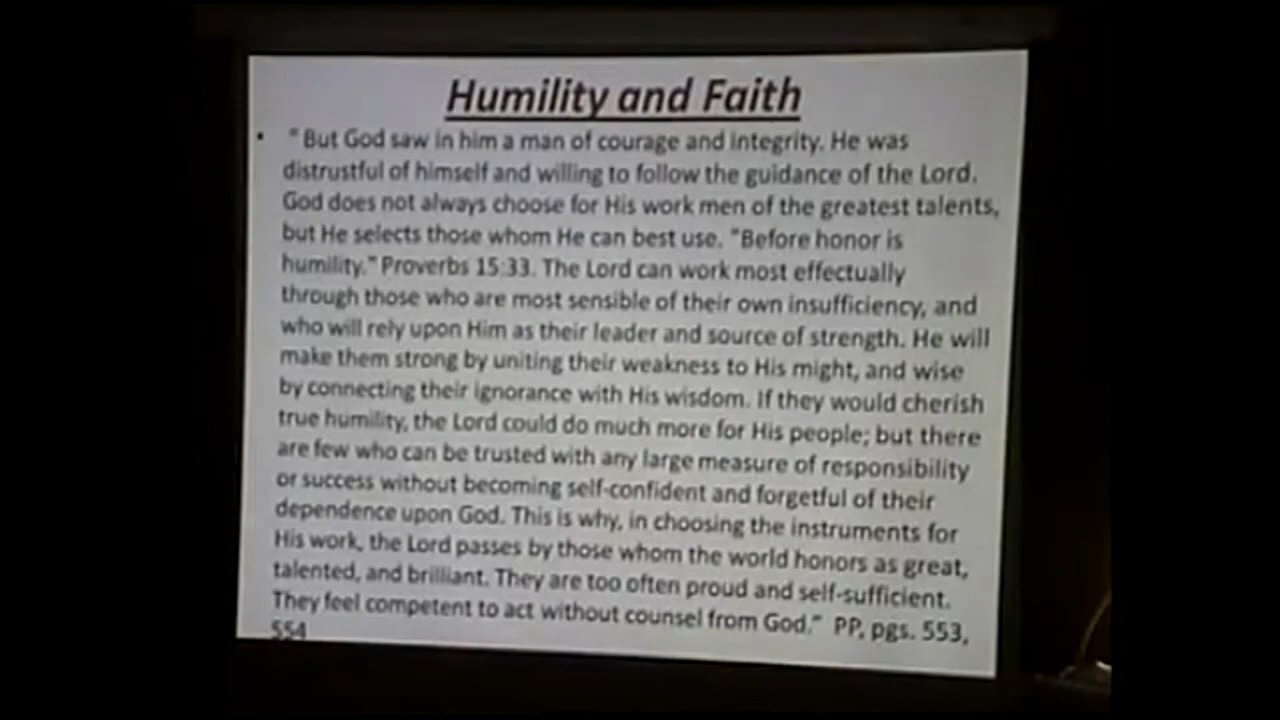 Humility and Faith
• "But God saw in him a man of courage and integrity. He was
distrustful of himself and willing to follow the guidance of the Lord.
God does not always choose for His work men of the greatest talents,
but He selects those whom He can best use. "Before honor is
humility." Proverbs 15:33. The Lord can work most effectually
through those who are most sensible of their own insufficiency, and
who will rely upon Him as their leader and source of strength. He will
make them strong by uniting their weakness to His might, and wise
by connecting their ignorance with His wisdom. If they would cherish
true humility, the Lord could do much more for His people; but there
are few who can be trusted with any large measure of responsibility
or success without becoming self-confident and forgetful of their
dependence upon God. This is why, in choosing the instruments for
His work, the Lord passes by those whom the world honors as great,
talented, and brilliant. They are too often proud and self-sufficient.
They feel competent to act without counsel from God." PP, pgs. 553,
554